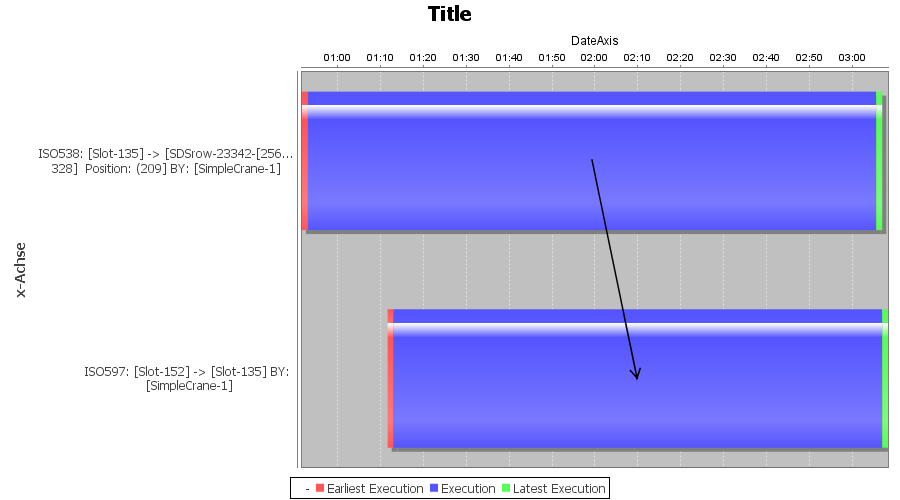 Title
DateAxis
01:00 01:10 01:20 01:30 01:40 01:50 02:00 02:10 02:20 02:30 02:40 02:50 03:00
ISO538: [Slot-135] -> [SDSrow-23342-[256...
328] Position: (209] BY: [SimpleCrane-1]
x-Achse
ISO597: [Slot-152] -> [Slot-135] BY:
[SimpleCrane-1]
- Earliest Execution Execution Latest Execution